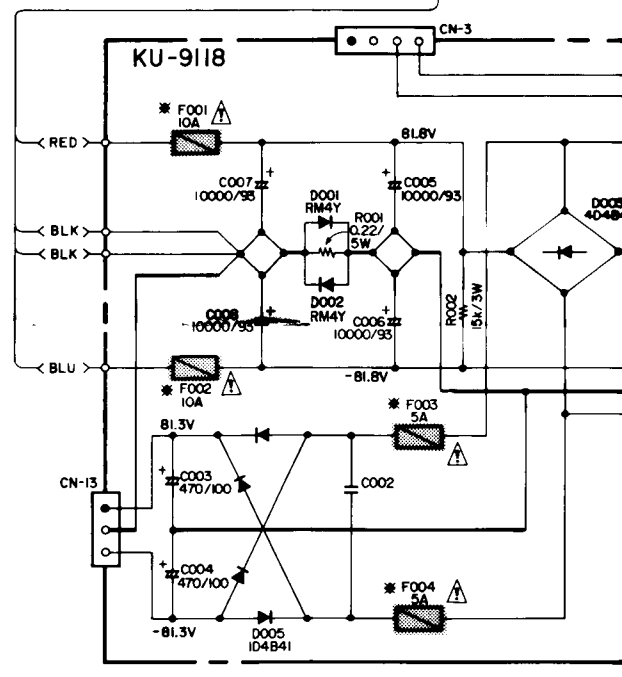 CN-3
KU-9118
※ F001
10A
RED
81.8V
C007
10000/93
D001
RM4Y
R001
0.22/
5W
C005
10000/93
BLK
BLK
D002
RM4Y
C008
10000/93
C006
10000/93
R002
15k/3W
BLU
-81.8V
※ F002
10A
※ F003
5A
81.3V
CN-13
C003
470/100
C002
C004
470/100
※ F004
5A
-81.3V
D005
1D4B41